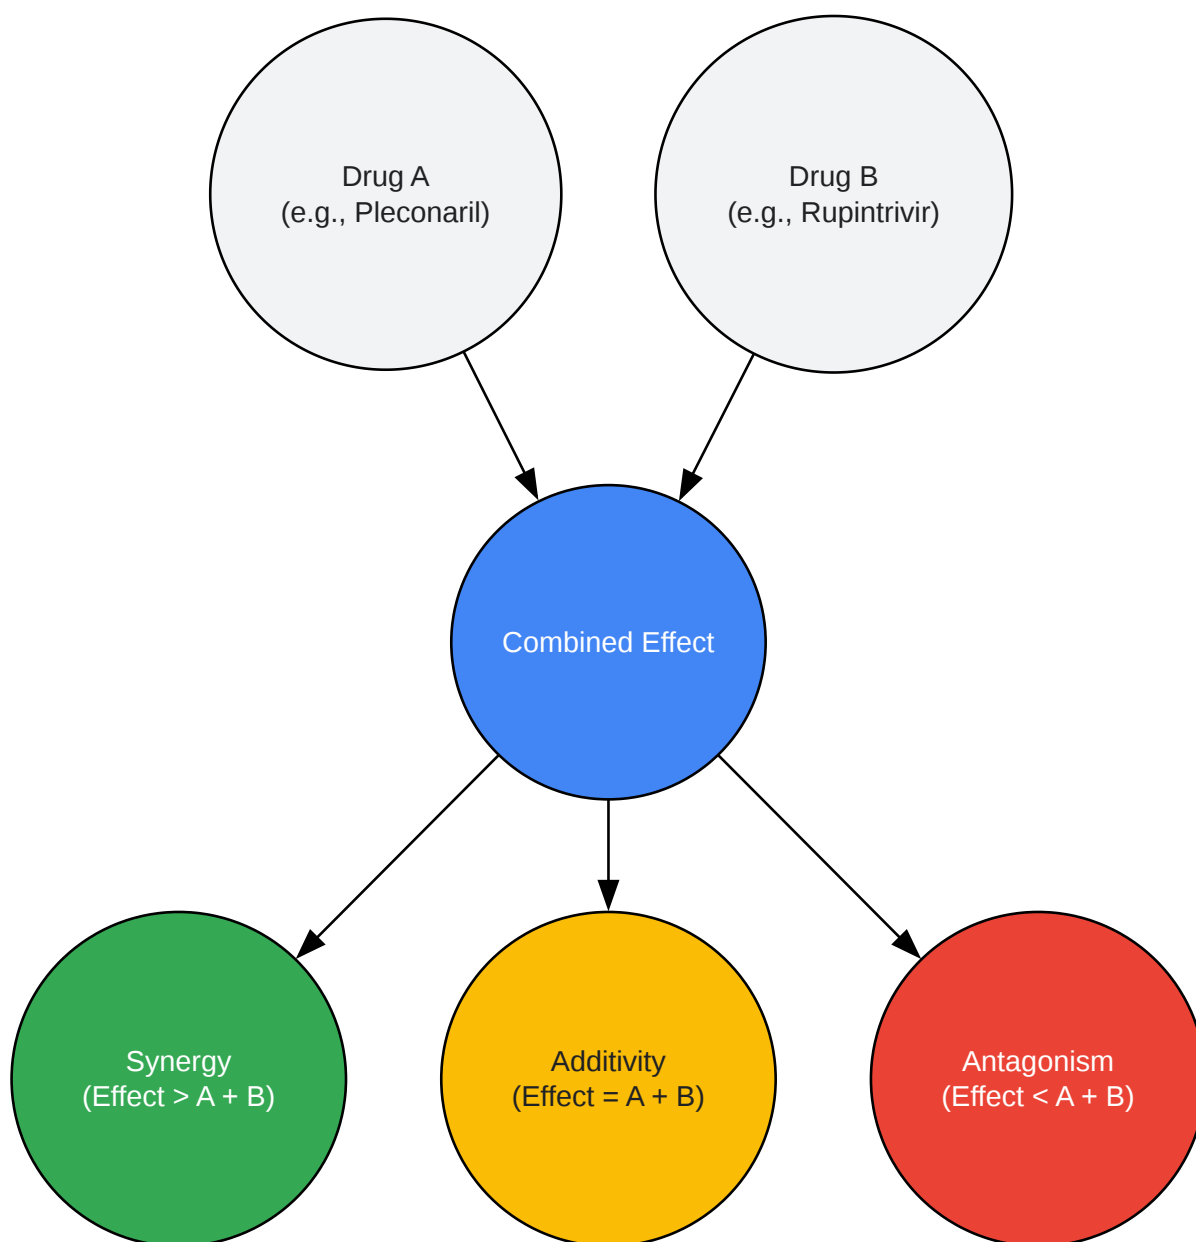 Drug A
(e.g., Pleconaril)
Drug B
(e.g., Rupintrivir)
Combined Effect
Synergy
(Effect > A + B)
Additivity
(Effect = A + B)
Antagonism
(Effect < A + B)